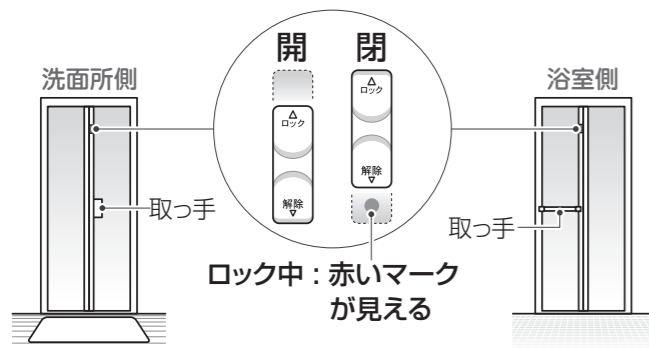 開 閉
洗面所側
浴室側
△
ロック
解除
▽
△
ロック
解除
▽
取っ手
取っ手
ロック中：赤いマーク
が見える